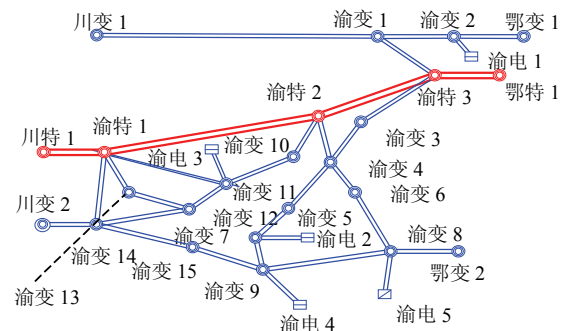 川变 1
渝变 1
渝变 2
鄂变 1
渝电 1
渝特 2
渝特 3
鄂特 1
川特 1
渝特 1
渝电 3
渝变 10
渝变 3
渝变 4
川变 2
渝变 11
渝变 6
渝变 12
渝变 5
渝变 14
渝变 7
渝电 2
渝变 8
渝变 13
渝变 15
渝变 9
鄂变 2
渝电 4
渝电 5